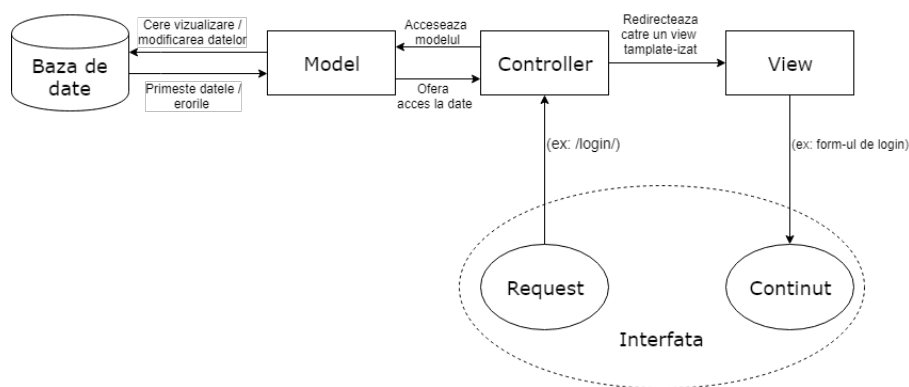 Cere vizualizare /
modificarea datelor
Baza de
date
Primeste datele /
erorile
Model
Acceseaza
modelul
Ofera
acces la date
Controller
Redirecteaza
catre un view
tamplate-izat
View
(ex: /login/)
(ex: form-ul de login)
Request
Continut
Interfata